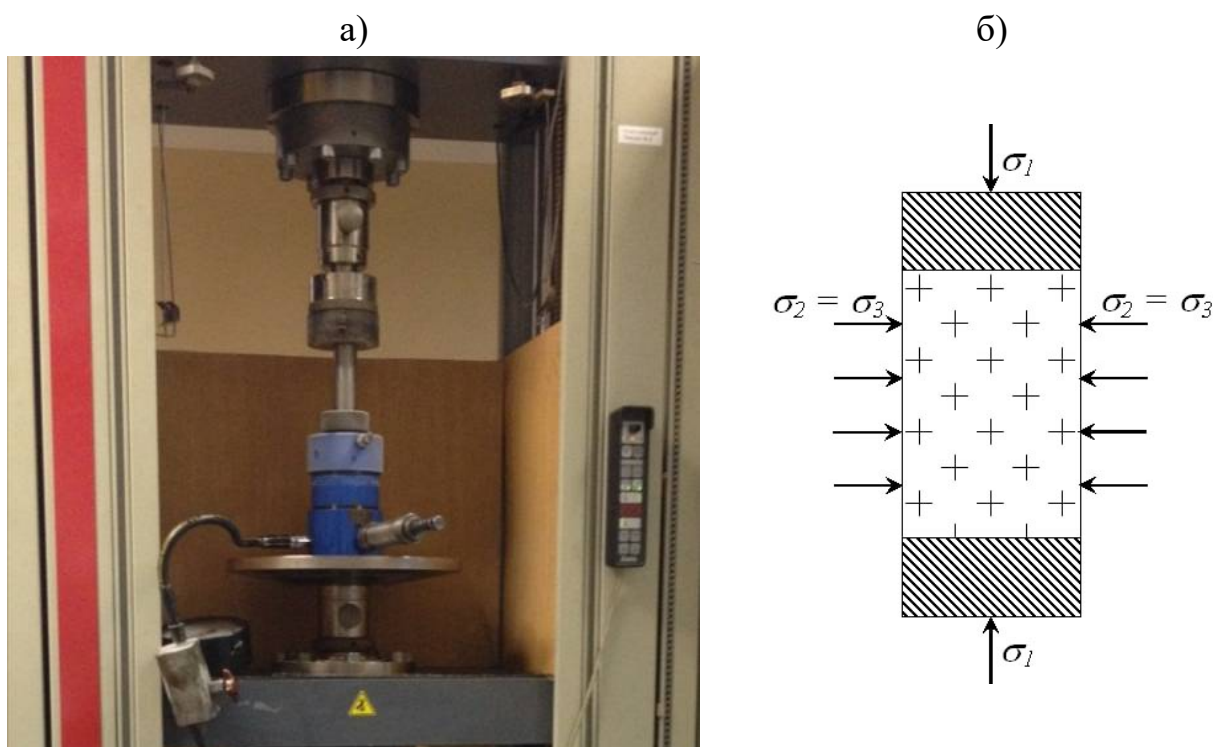 а) б)
σ1
σ2 = σ3 σ2 = σ3
σ1